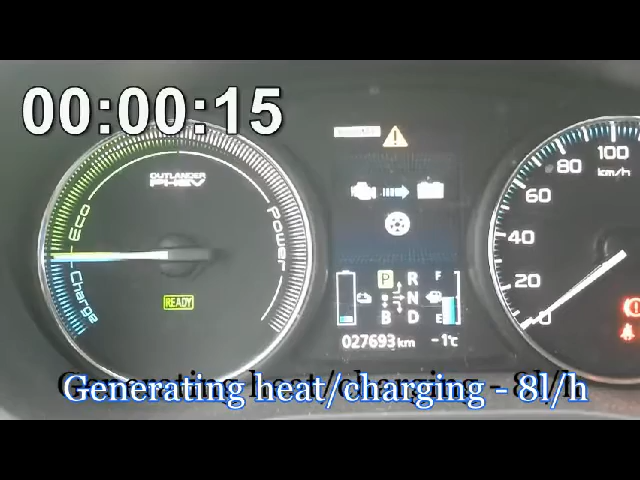 00:00:15
OUTLANDER
PHEV
Eco
Power
Charge
READY
P R
N
B D
F
E
027693 km
-1°C
100
80
km/h
60
40
20
0
Generating heat/charging - 8l/h